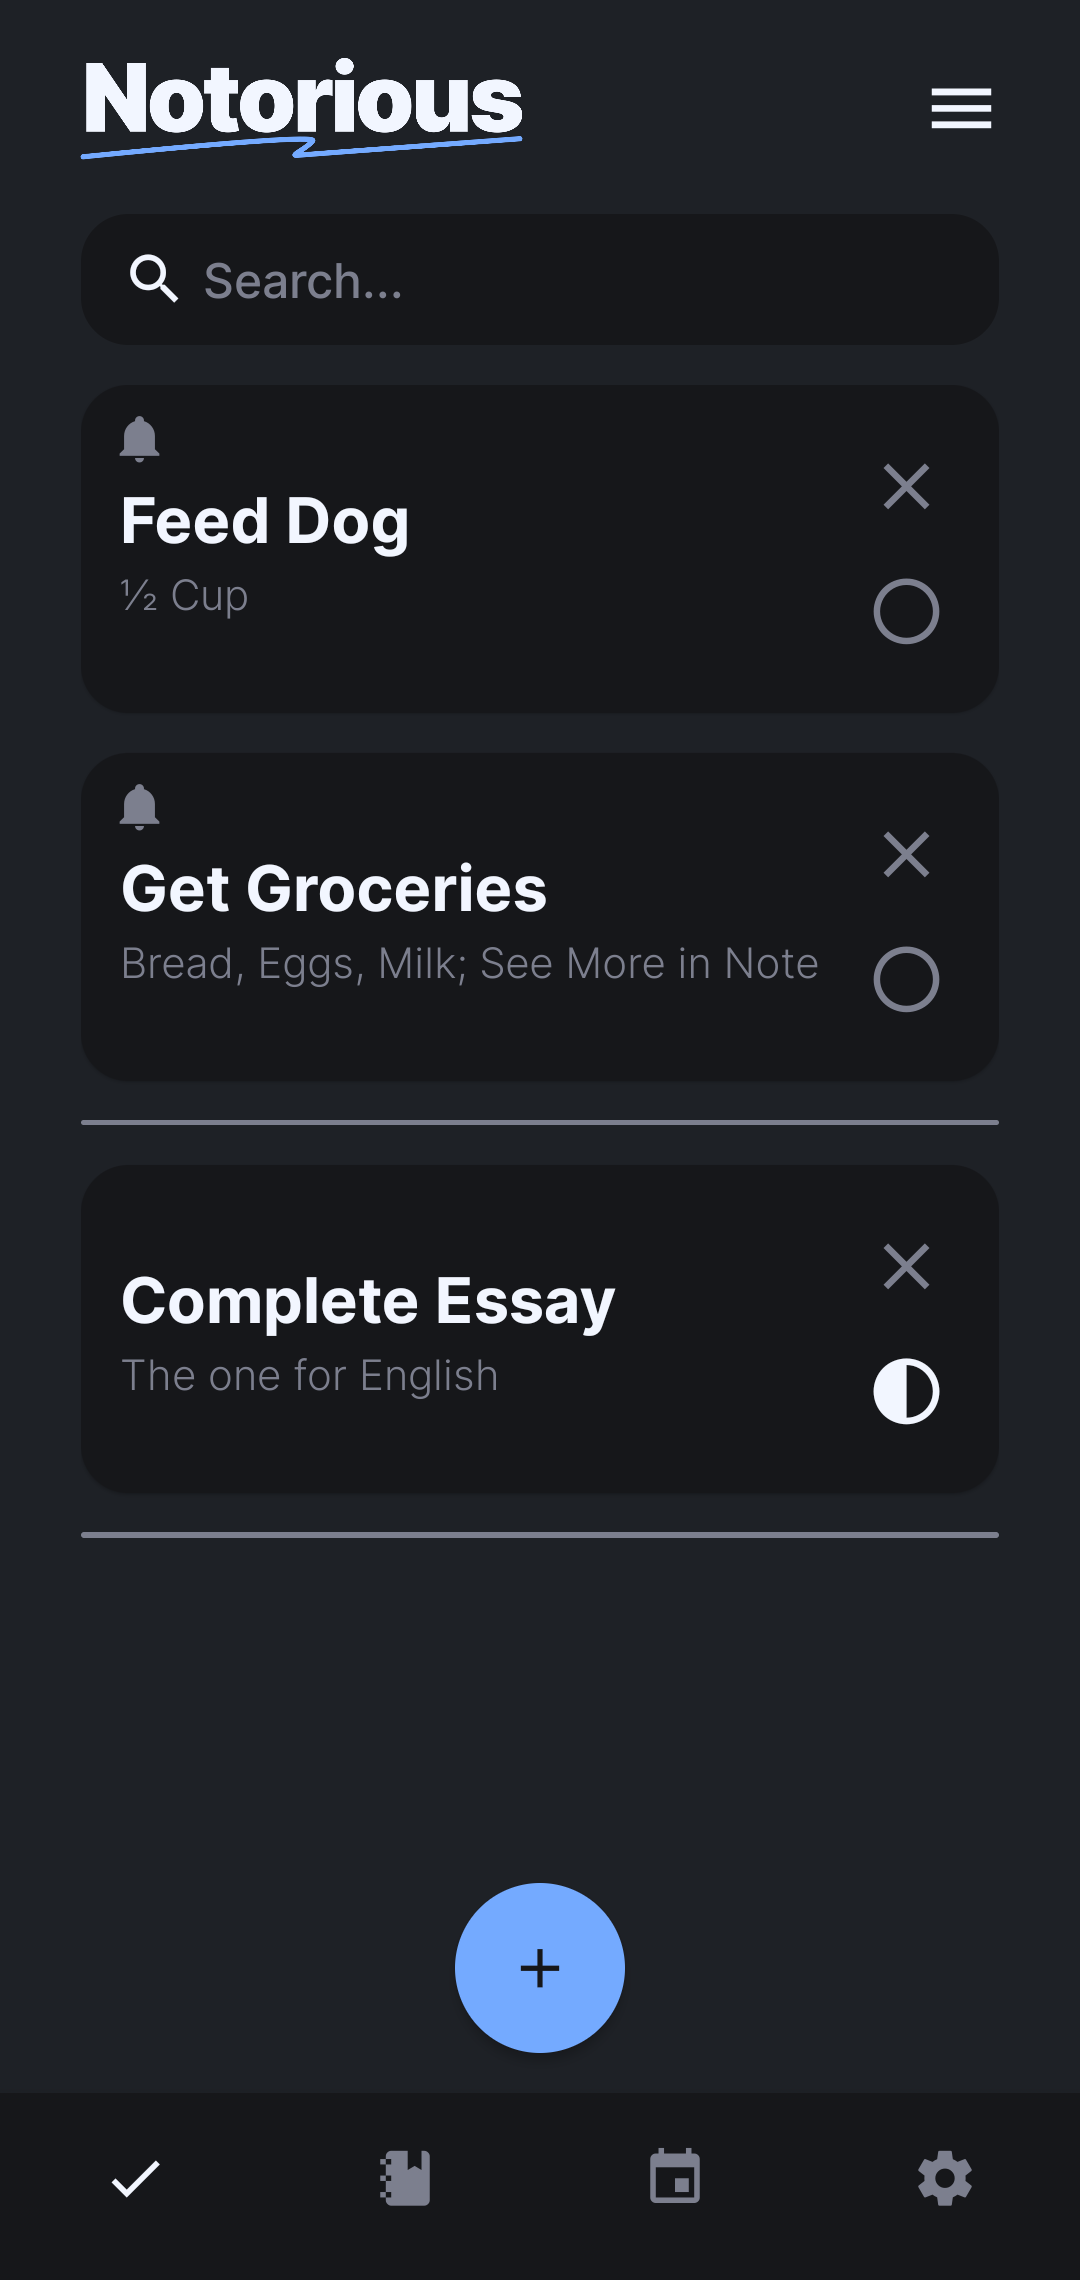 Notorious
Search...
Feed Dog
½ Cup
Get Groceries
Bread, Eggs, Milk; See More in Note
Complete Essay
The one for English